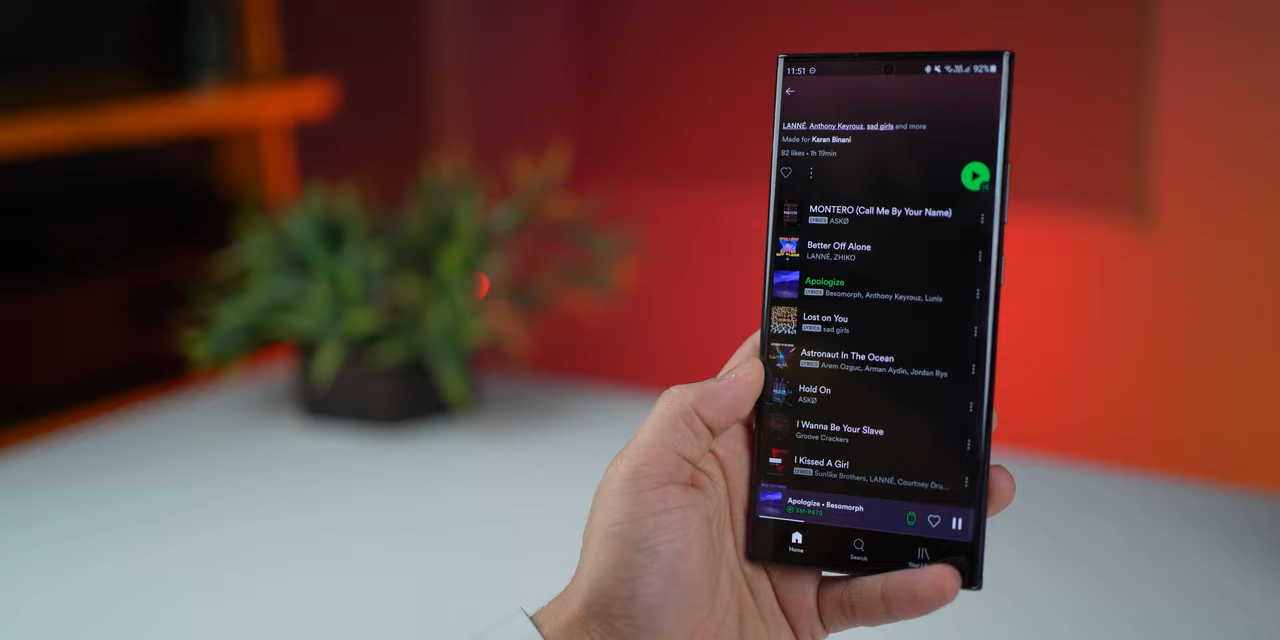 11:51
92%
LANNÉ, Anthony Keyrouz, sad girls and more
Made for Karan Binani
82 likes • 1h 19min
MONTERO (Call Me By Your Name)
LYRICS ASKØ
Better Off Alone
LANNÉ, ZHIKO
Apologize
LYRICS Besomorph, Anthony Keyrouz, Lunis
Lost on You
LYRICS sad girls
Astronaut In The Ocean
LYRICS Arem Ozguc, Arman Aydin, Jordan Rys
Hold On
ASKØ
I Wanna Be Your Slave
Groove Crackers
I Kissed A Girl
LYRICS Sunlike Brothers, LANNÉ, Courtney Dru...
Apologize • Besomorph
SM-R870
Home
Search